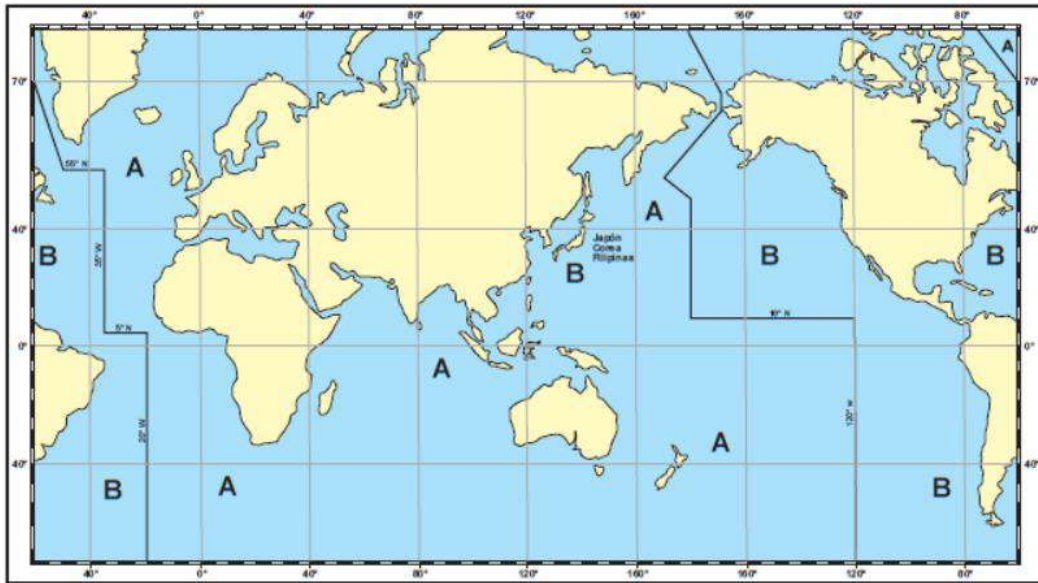 40° 0° 40° 80° 120° 160° 160° 120° 80°
A
70° 70°
55° N
A
A
40° 40°
35° W
Japón
Corea
Rilipinas
B B B B
10° N
5° N
0° 0°
A
20° W
120° w
A
40° 40°
B A B
40° 0° 40° 80° 120° 160° 160° 120° 80°